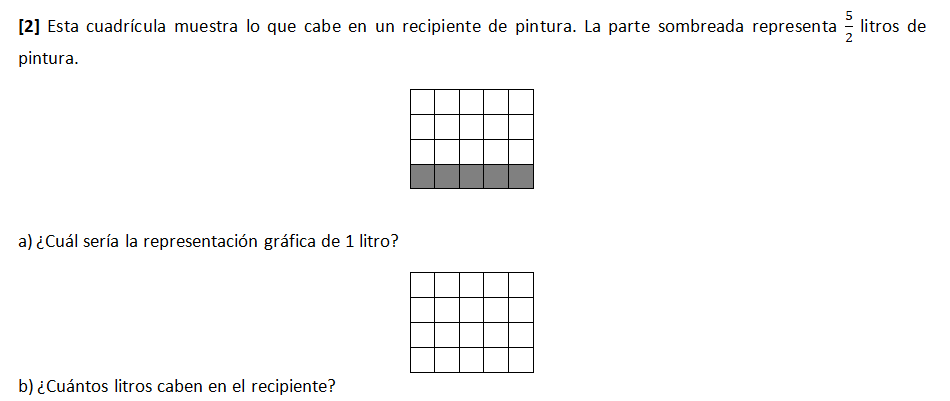 [2] Esta cuadrícula muestra lo que cabe en un recipiente de pintura. La parte sombreada representa 5/2 litros de
pintura.
a) ¿Cuál sería la representación gráfica de 1 litro?
b) ¿Cuántos litros caben en el recipiente?